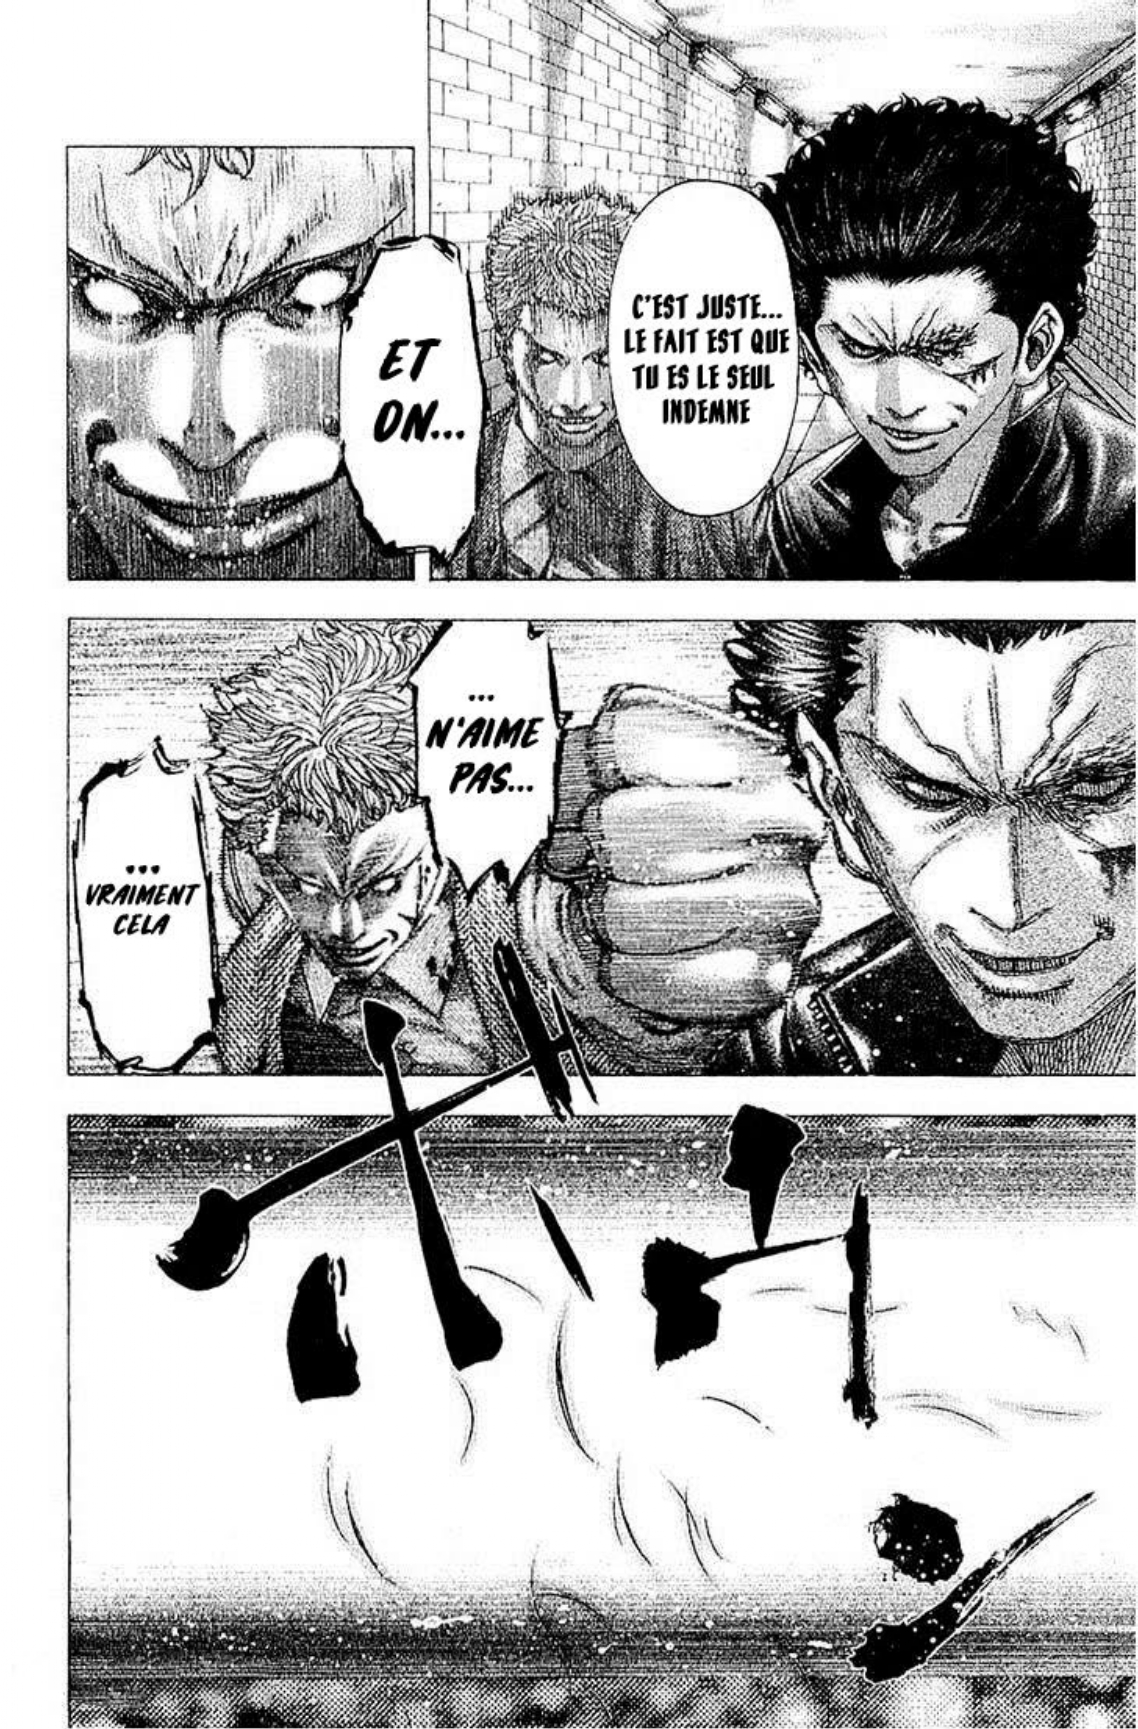 C'EST JUSTE...
LE FAIT EST QUE
TU ES LE SEUL
INDEMNE
ET
ON...
...
N'AIME
PAS...
...
VRAIMENT
CELA